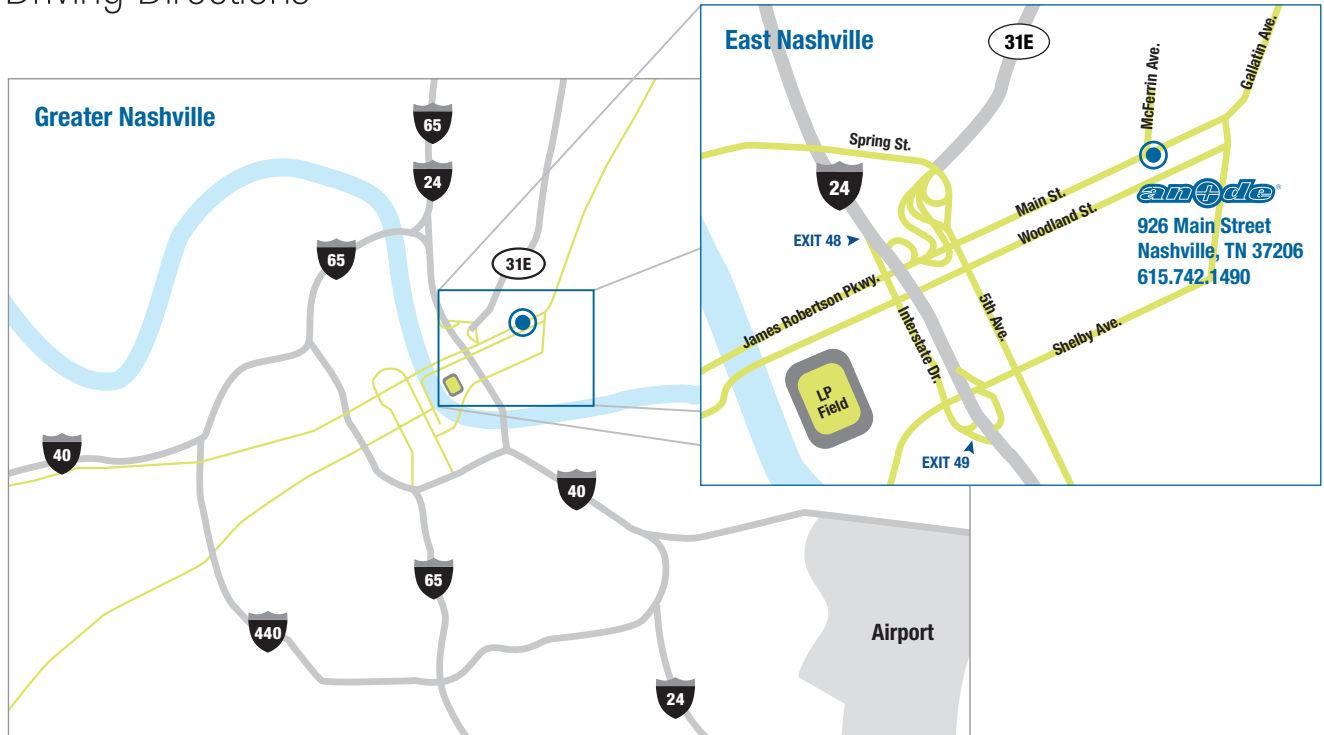 Driving Directions
Greater Nashville
65
24
65
31E
40
40
65
440
24
Airport
East Nashville
31E
McFerrin Ave.
Gallatin Ave.
Spring St.
24
EXIT 48
Main St.
Woodland St.
an+de®
926 Main Street
Nashville, TN 37206
615.742.1490
James Robertson Pkwy.
Interstate Dr.
5th Ave.
Shelby Ave.
LP
Field
EXIT 49